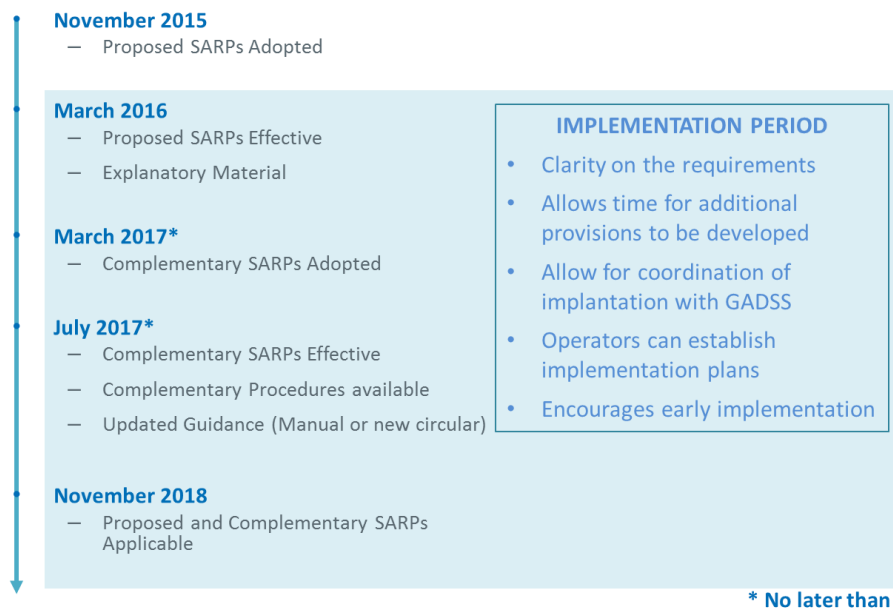 November 2015
– Proposed SARPs Adopted
March 2016
– Proposed SARPs Effective
– Explanatory Material
March 2017*
– Complementary SARPs Adopted
July 2017*
– Complementary SARPs Effective
– Complementary Procedures available
– Updated Guidance (Manual or new circular)
November 2018
– Proposed and Complementary SARPs
Applicable
IMPLEMENTATION PERIOD
• Clarity on the requirements
• Allows time for additional
provisions to be developed
• Allow for coordination of
implantation with GADSS
• Operators can establish
implementation plans
• Encourages early implementation
* No later than